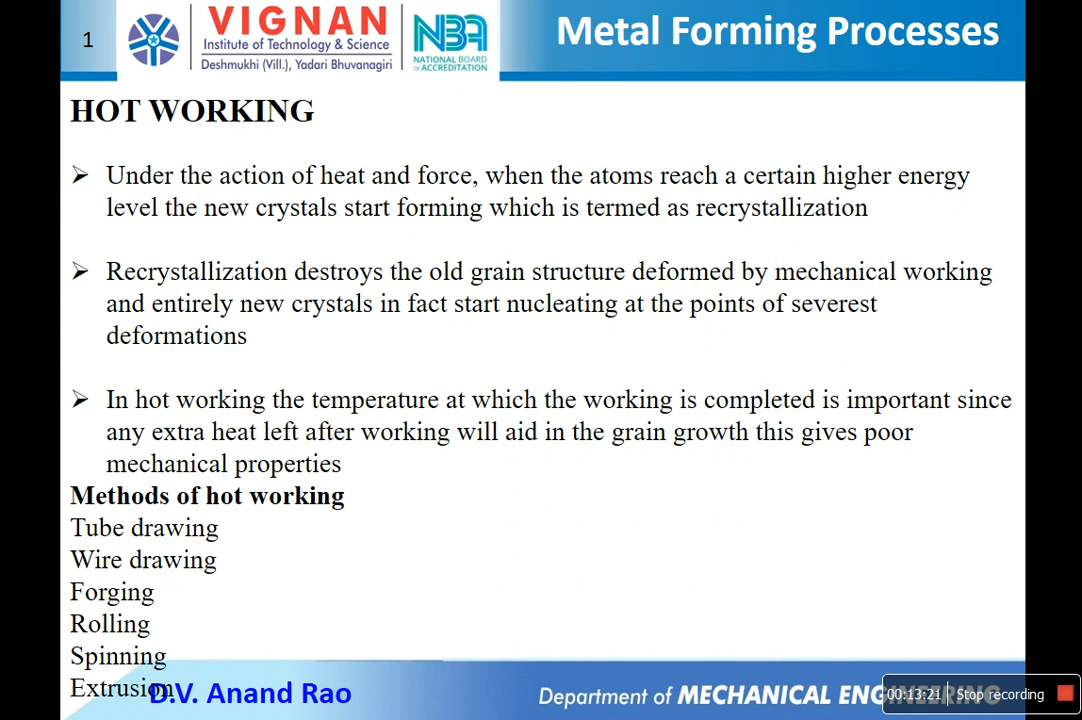 1
VIGNAN
Institute of Technology & Science
Deshmukhi (Vill.), Yadari Bhuvanagiri
NBA
NATIONAL BOARD
OF ACCREDITATION
Metal Forming Processes
HOT WORKING
➢ Under the action of heat and force, when the atoms reach a certain higher energy
level the new crystals start forming which is termed as recrystallization
➢ Recrystallization destroys the old grain structure deformed by mechanical working
and entirely new crystals in fact start nucleating at the points of severest
deformations
➢ In hot working the temperature at which the working is completed is important since
any extra heat left after working will aid in the grain growth this gives poor
mechanical properties
Methods of hot working
Tube drawing
Wire drawing
Forging
Rolling
Spinning
Extrusion
D.V. Anand Rao
Department of MECHANICAL ENGINEERING
00:13:21 Stop recording